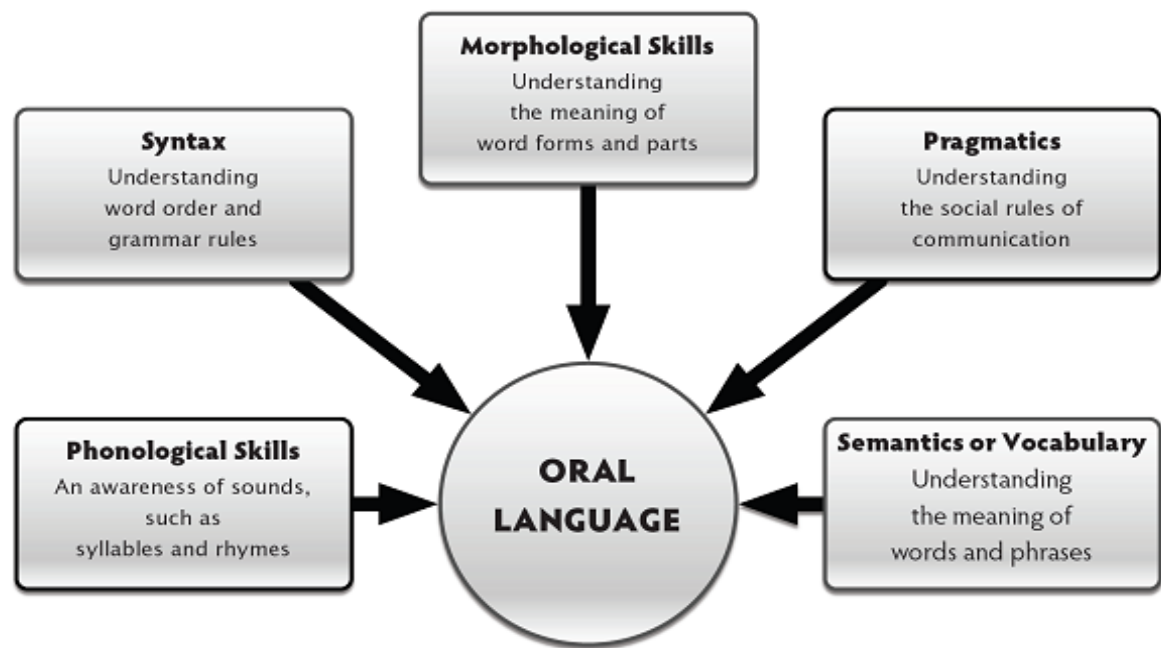 Morphological Skills
Understanding
the meaning of
word forms and parts
Syntax
Understanding
word order and
grammar rules
Pragmatics
Understanding
the social rules of
communication
Phonological Skills
An awareness of sounds,
such as
syllables and rhymes
ORAL
LANGUAGE
Semantics or Vocabulary
Understanding
the meaning of
words and phrases